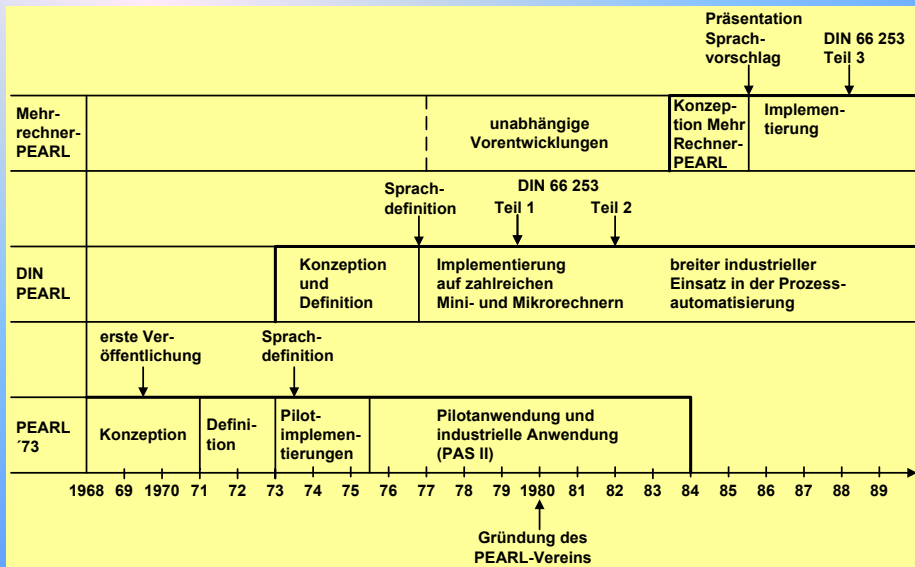 Präsentation
Sprach-
vorschlag
DIN 66 253
Teil 3
Mehr-
rechner-
PEARL
unabhängige
Vorentwicklungen
Konzep-
tion Mehr
Rechner-
PEARL
Implemen-
tierung
Sprach-
definition
DIN 66 253
Teil 1
Teil 2
DIN
PEARL
Konzeption
und
Definition
Implementierung
auf zahlreichen
Mini- und Mikrorechnern
breiter industrieller
Einsatz in der Prozess-
automatisierung
erste Ver-
öffentlichung
Sprach-
definition
PEARL
´73
Konzeption
Defini-
tion
Pilot-
implemen-
tierungen
Pilotanwendung und
industrielle Anwendung
(PAS II)
1968 69 1970 71 72 73 74 75 76 77 78 79 1980 81 82 83 84 85 86 87 88 89
Gründung des
PEARL-Vereins